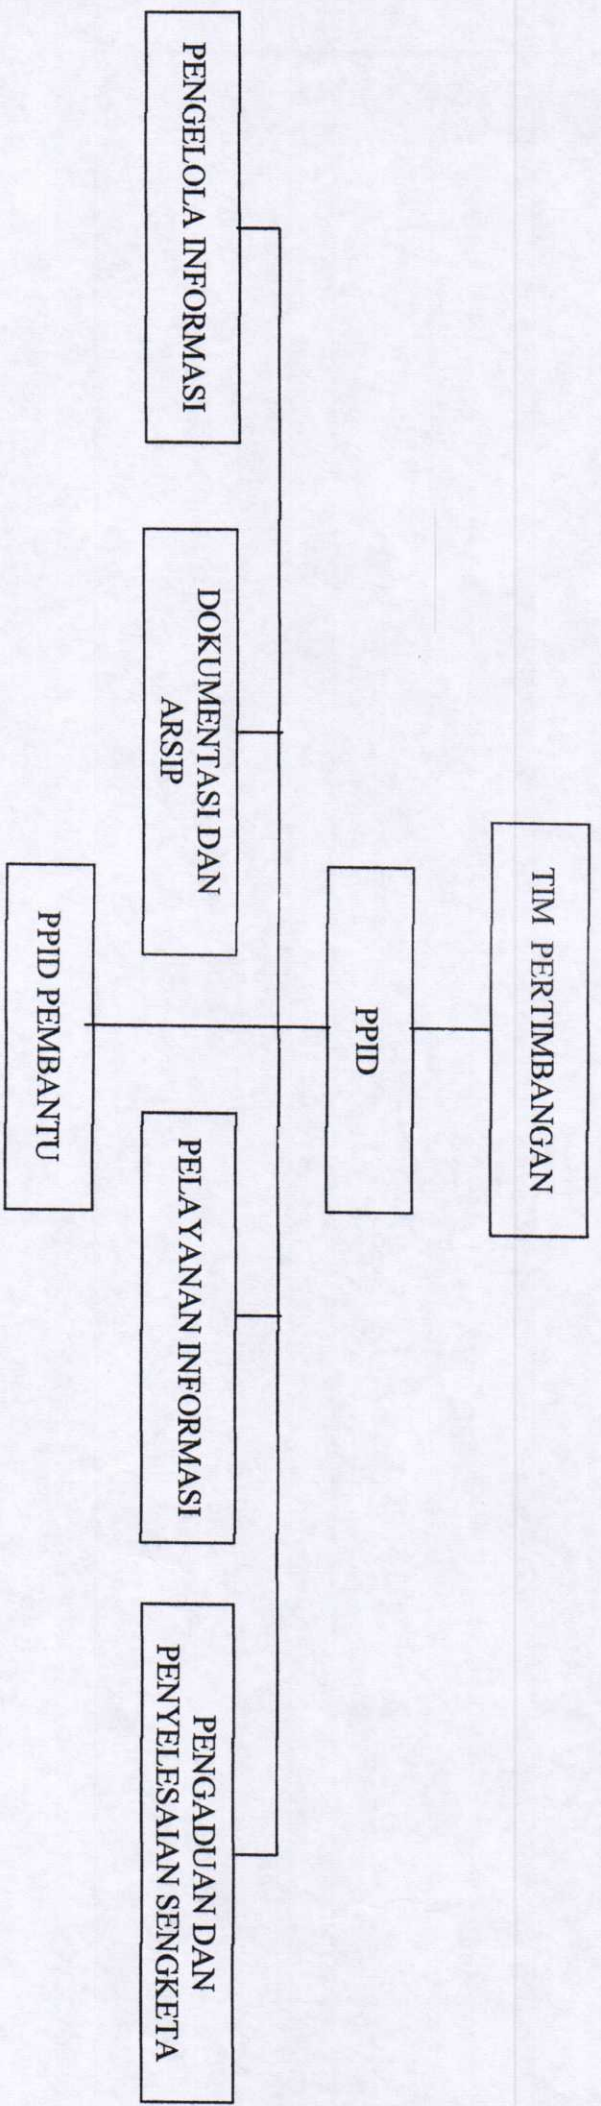 TIM PERTIMBANGAN
PPID
PENGELOLA INFORMASI
DOKUMENTASI DAN
ARSIP
PELAYANAN INFORMASI
PENGADUAN DAN
PENYELESAIAN SENGKETA
PPID PEMBANTU